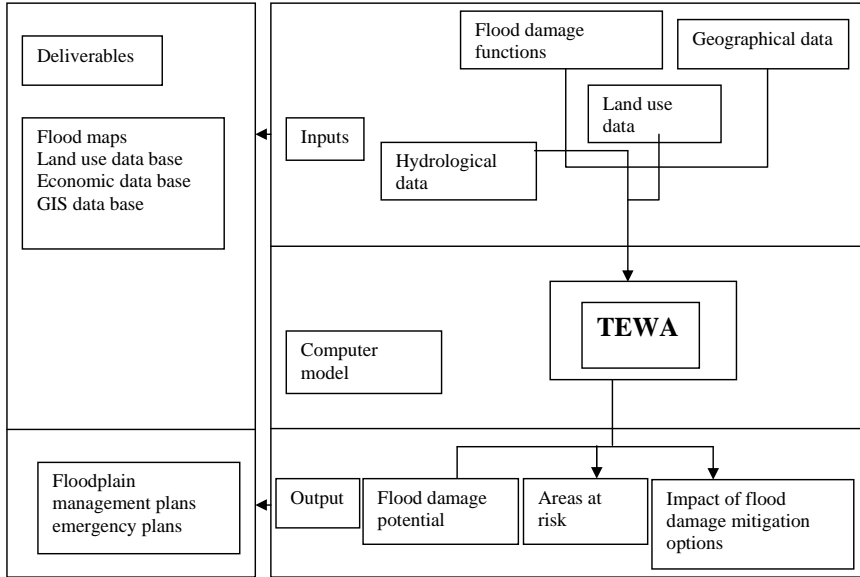 Deliverables
Flood maps
Land use data base
Economic data base
GIS data base
Inputs
Flood damage
functions
Geographical data
Land use
data
Hydrological
data
Computer
model
TEWA
Floodplain
management plans
emergency plans
Output
Flood damage
potential
Areas at
risk
Impact of flood
damage mitigation
options